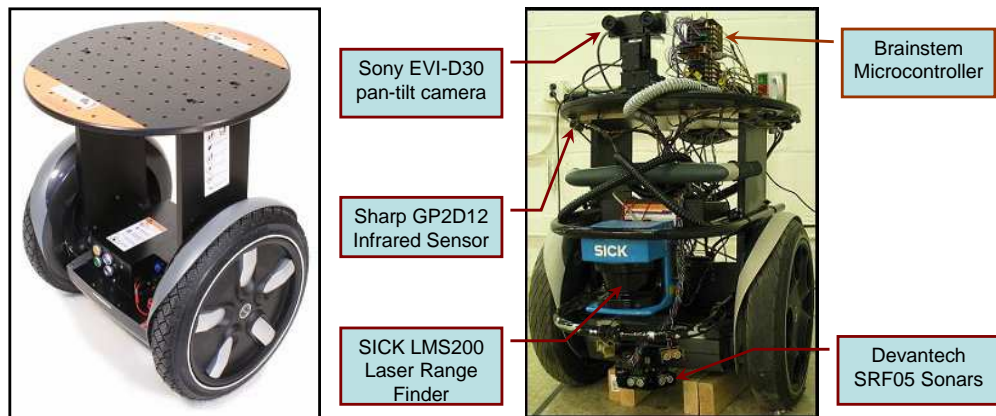 Sony EVI-D30
pan-tilt camera
Sharp GP2D12
Infrared Sensor
SICK LMS200
Laser Range
Finder
SICK
Brainstem
Microcontroller
Devantech
SRF05 Sonars